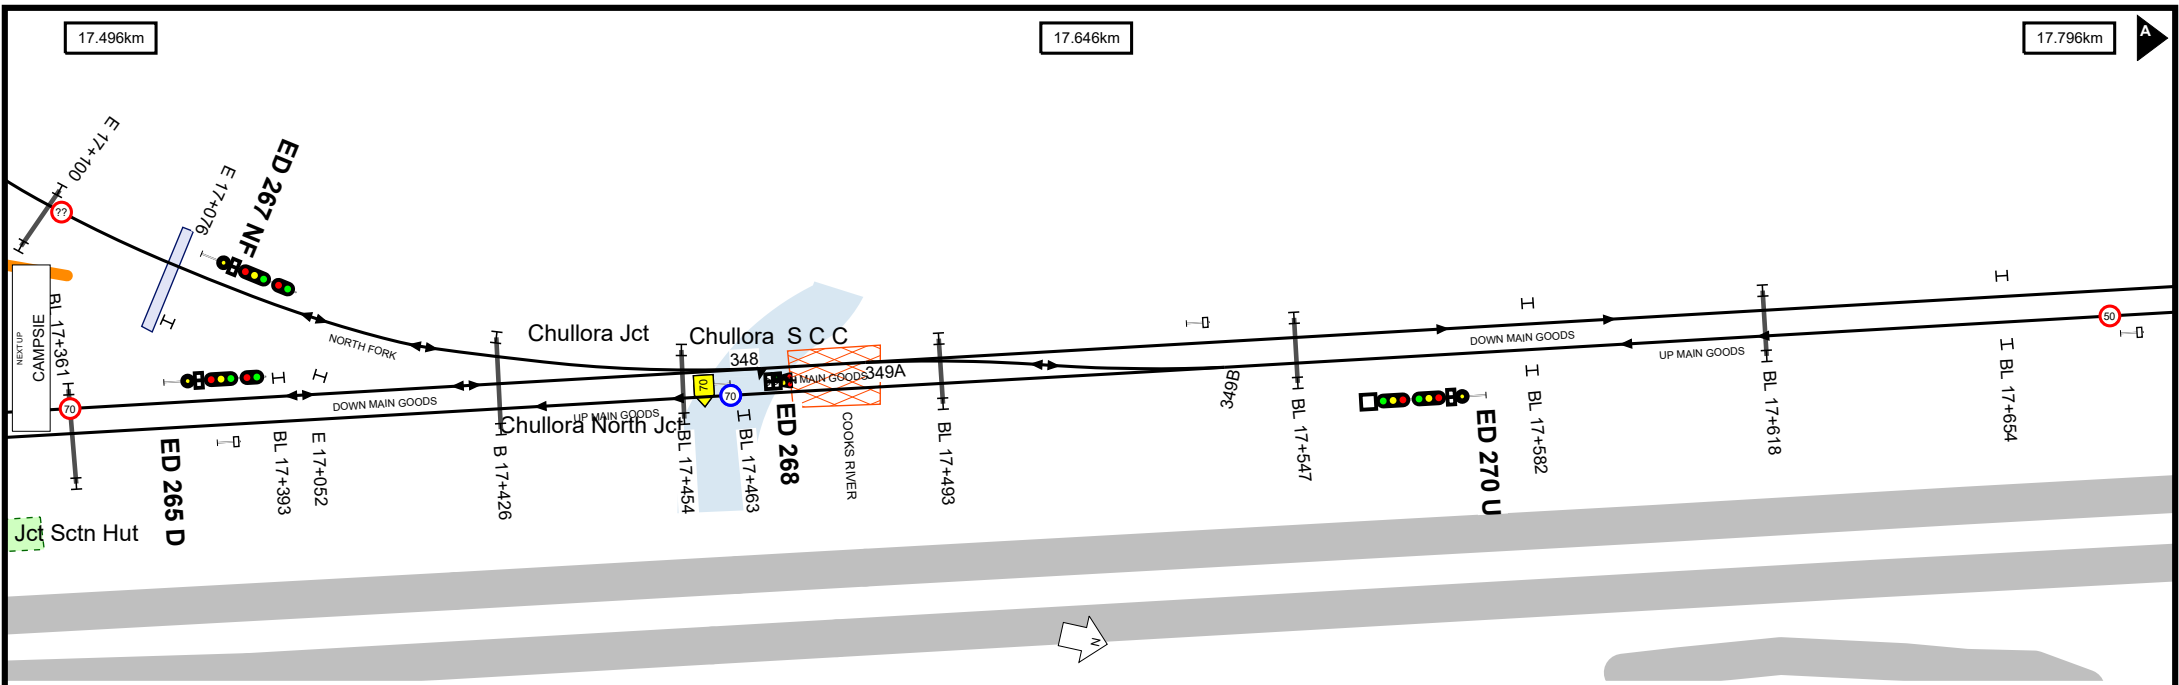 17.496km
17.646km
17.796km
A
E 17+100
??
E 17+076
ED 267 NF
NEXT UP
CAMPSIE
BL 17+361
70
NORTH FORK
Chullora Jct
Chullora S C C
348
349A
MAIN GOODS
70
70
DOWN MAIN GOODS
UP MAIN GOODS
Chullora North Jct
ED 265 D
BL 17+393
E 17+052
B 17+426
BL 17+454
BL 17+463
ED 268
COOKS RIVER
BL 17+493
349B
BL 17+547
DOWN MAIN GOODS
UP MAIN GOODS
ED 270 U
BL 17+582
BL 17+618
BL 17+654
50
Jct Sctn Hut
N